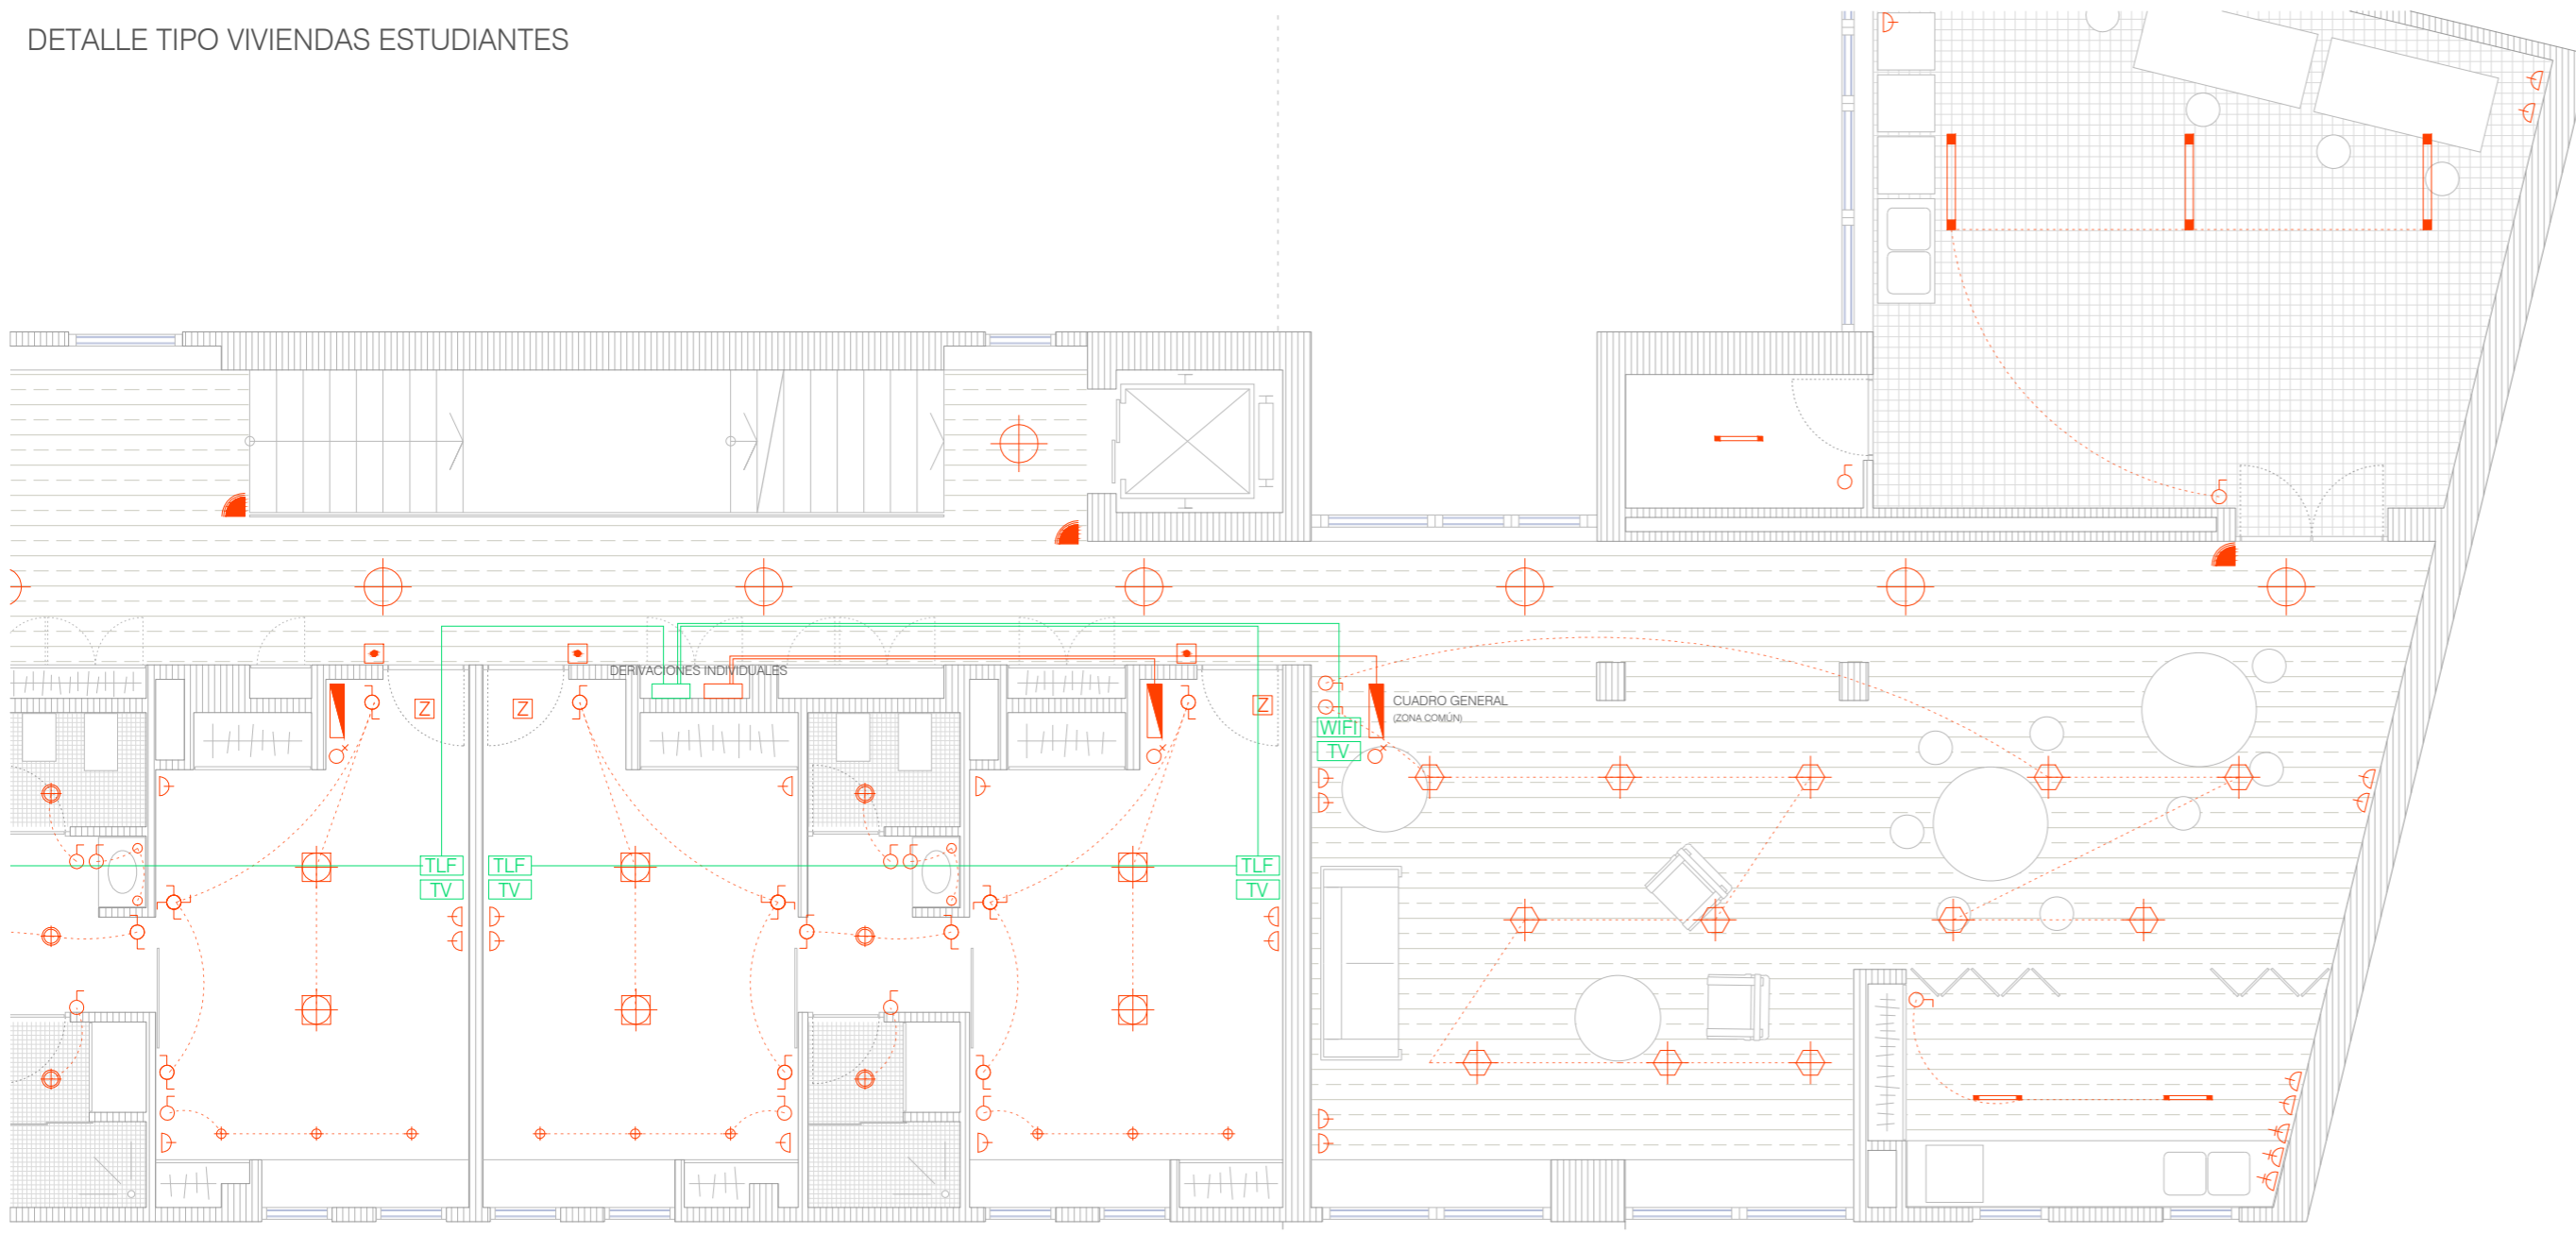 DETALLE TIPO VIVIENDAS ESTUDIANTES
DERIVACIONES INDIVIDUALES
Z
Z
Z
CUADRO GENERAL
(ZONA COMÚN)
WIFI
TV
TLF
TV
TLF
TV
TLF
TV